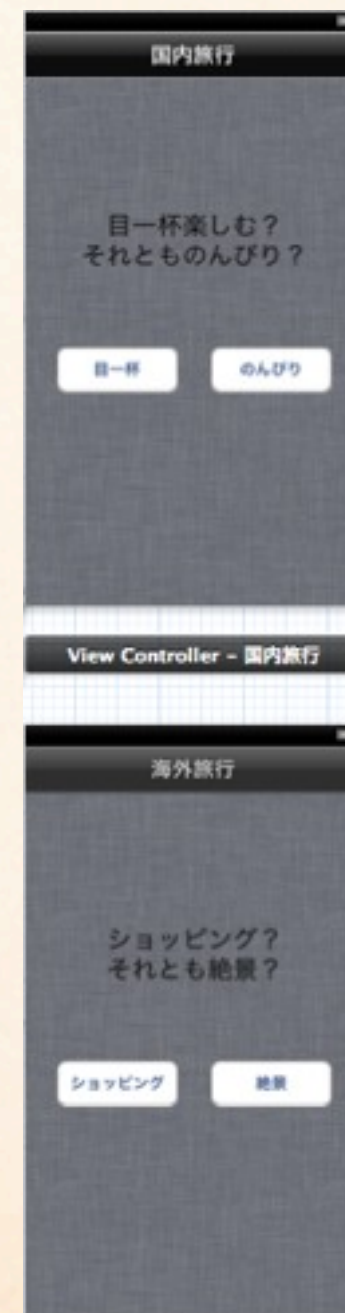 国内旅行
目一杯楽しむ？
それとものんびり？
目一杯 のんびり
View Controller - 国内旅行
海外旅行
ショッピング？
それとも絶景？
ショッピング 絶景